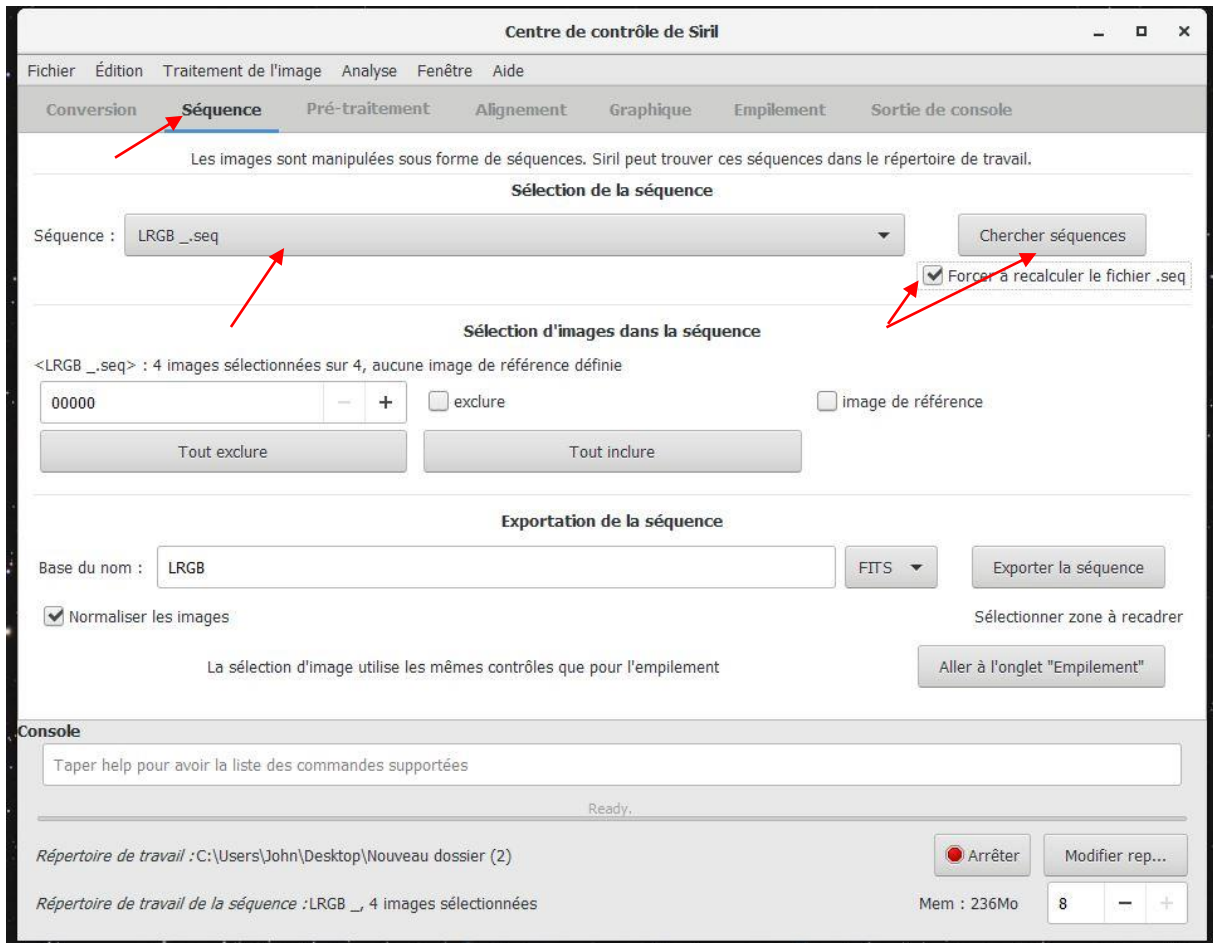 Centre de contrôle de Siril
Fichier Édition Traitement de l'image Analyse Fenêtre Aide
Conversion Séquence Pré-traitement Alignement Graphique Empilement Sortie de console
Les images sont manipulées sous forme de séquences. Siril peut trouver ces séquences dans le répertoire de travail.
Sélection de la séquence
Séquence : LRGB _.seq Chercher séquences
Forcer à recalculer le fichier .seq
Sélection d'images dans la séquence
<LRGB _.seq> : 4 images sélectionnées sur 4, aucune image de référence définie
00000 − + exclure image de référence
Tout exclure Tout inclure
Exportation de la séquence
Base du nom : LRGB FITS Exporter la séquence
Normaliser les images Sélectionner zone à recadrer
La sélection d'image utilise les mêmes contrôles que pour l'empilement Aller à l'onglet "Empilement"
Console
Taper help pour avoir la liste des commandes supportées
Ready.
Répertoire de travail :C:\Users\John\Desktop\Nouveau dossier (2) Arrêter Modifier rep...
Répertoire de travail de la séquence :LRGB _, 4 images sélectionnées Mem : 236Mo 8 − +